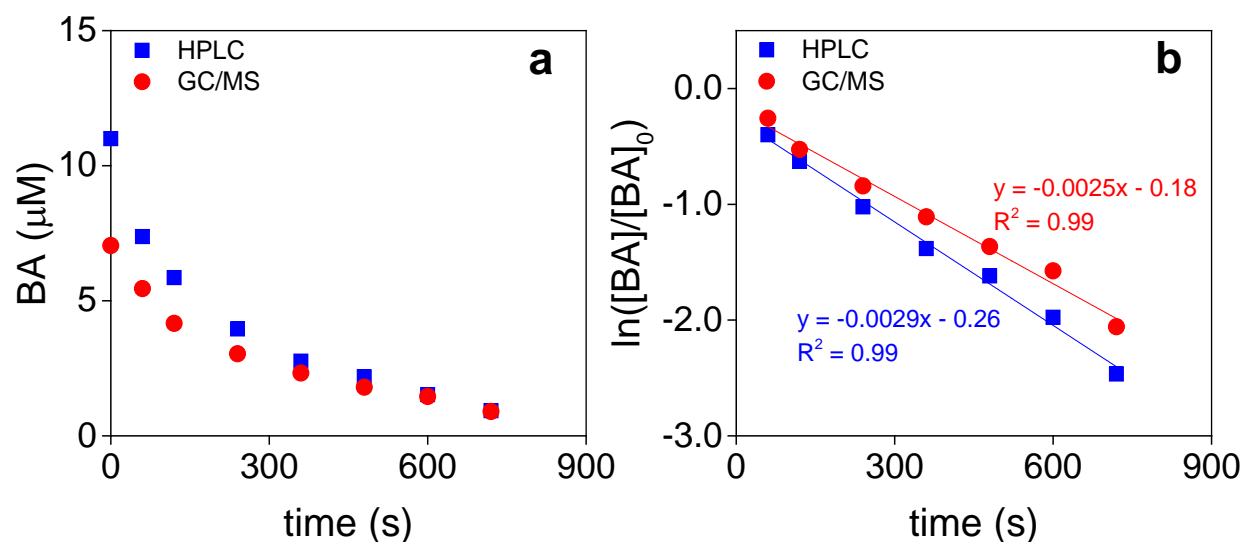 HPLC
GC/MS
a
15
10
5
0
BA (μM)
0 300 600 900
time (s)
HPLC
GC/MS
b
0.0
-1.0
-2.0
-3.0
ln([BA]/[BA]₀)
y = -0.0025x - 0.18
R² = 0.99
y = -0.0029x - 0.26
R² = 0.99
0 300 600 900
time (s)